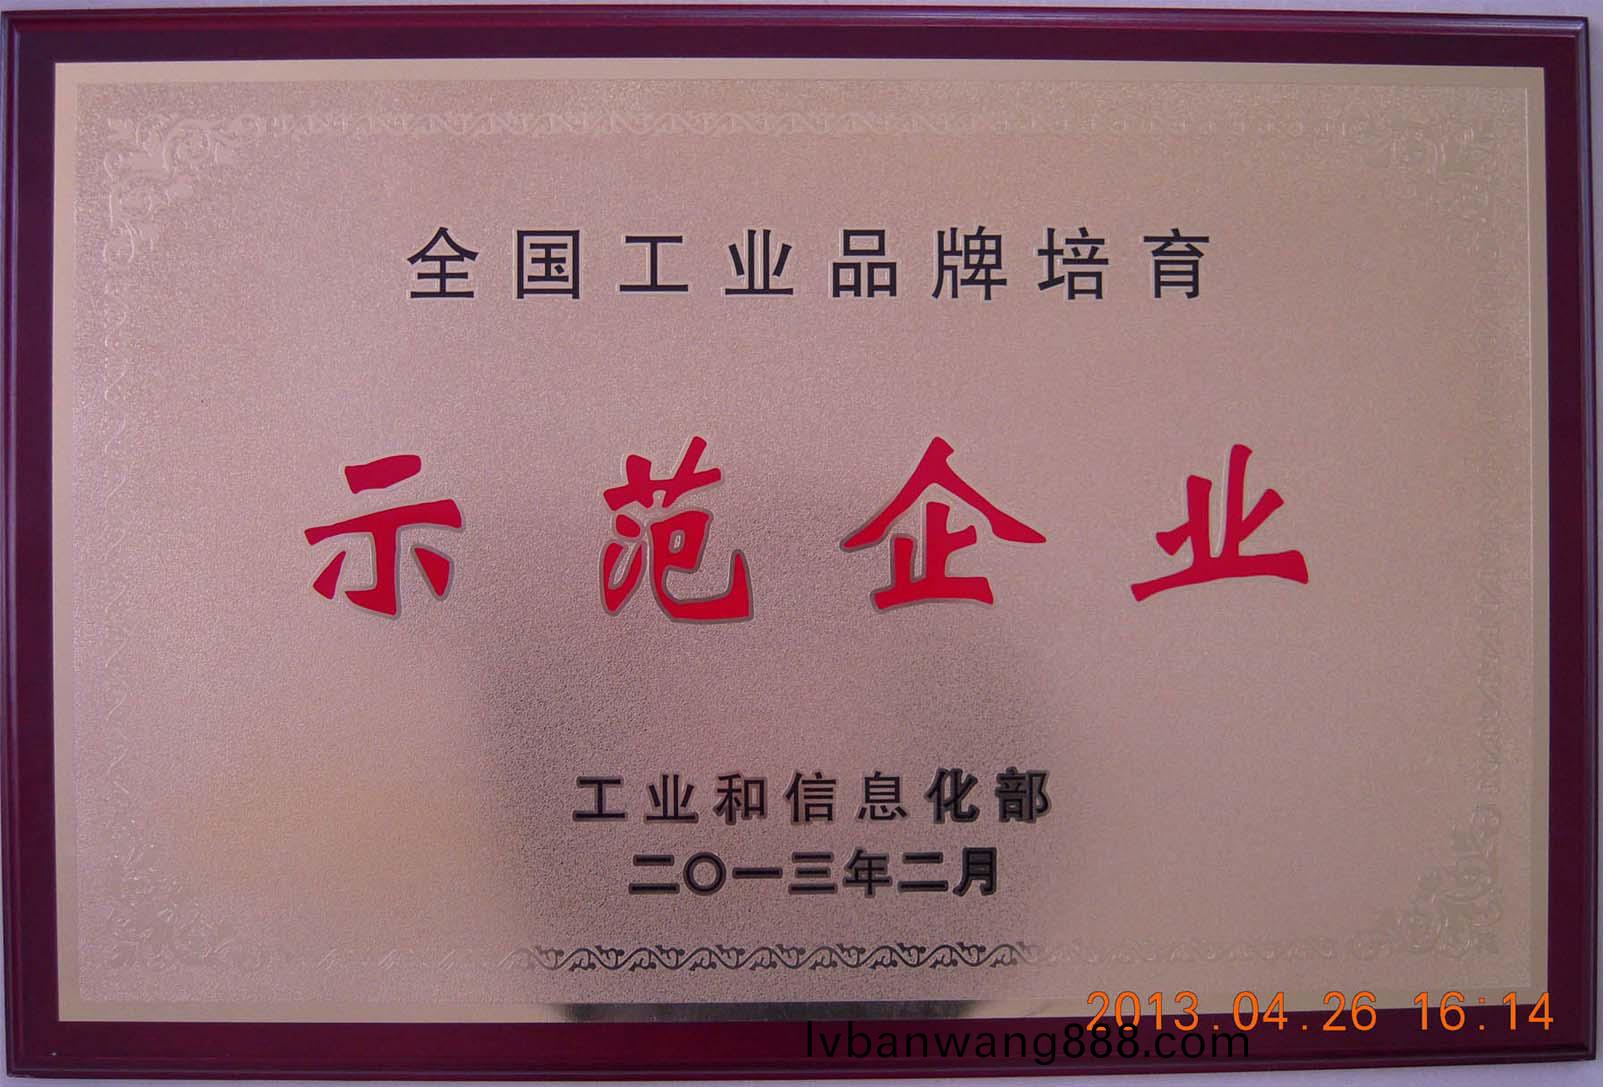 全国工业品牌培育
示范企业
工业和信息化部
二〇一三年二月
2013.04.26 16:14
lvbanwang888.com